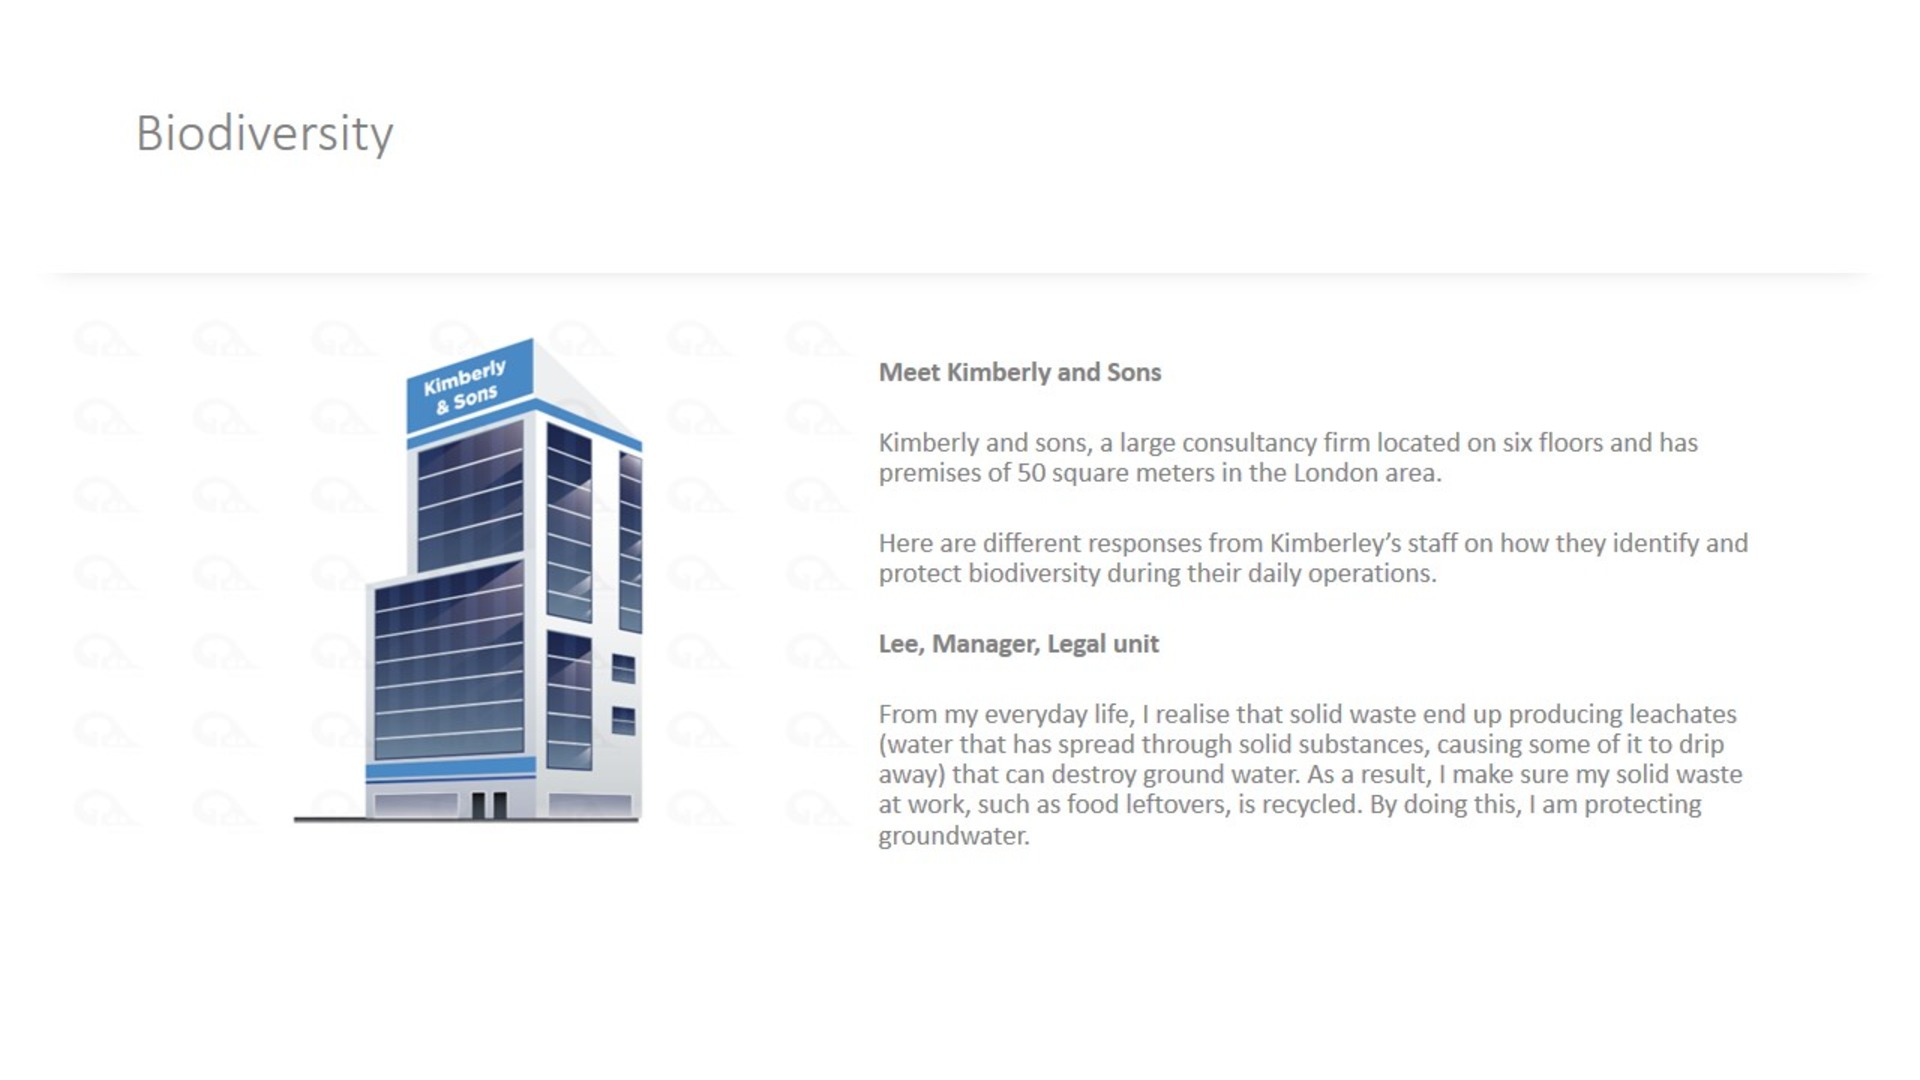 Biodiversity
Kimberly
& Sons
Meet Kimberly and Sons
Kimberly and sons, a large consultancy firm located on six floors and has
premises of 50 square meters in the London area.
Here are different responses from Kimberley’s staff on how they identify and
protect biodiversity during their daily operations.
Lee, Manager, Legal unit
From my everyday life, I realise that solid waste end up producing leachates
(water that has spread through solid substances, causing some of it to drip
away) that can destroy ground water. As a result, I make sure my solid waste
at work, such as food leftovers, is recycled. By doing this, I am protecting
groundwater.